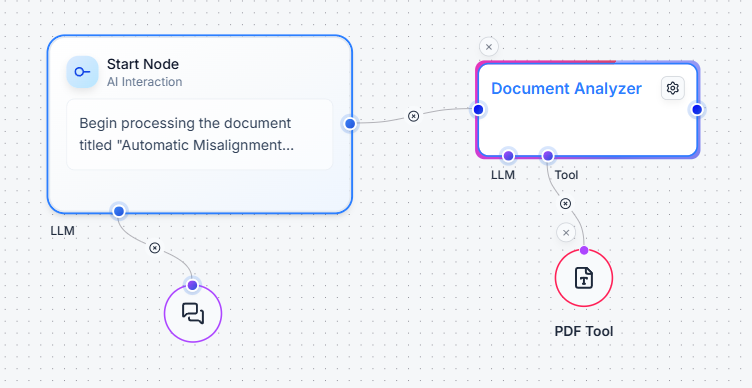 Start Node
AI Interaction
Begin processing the document
titled "Automatic Misalignment...
LLM
Document Analyzer
LLM
Tool
PDF Tool